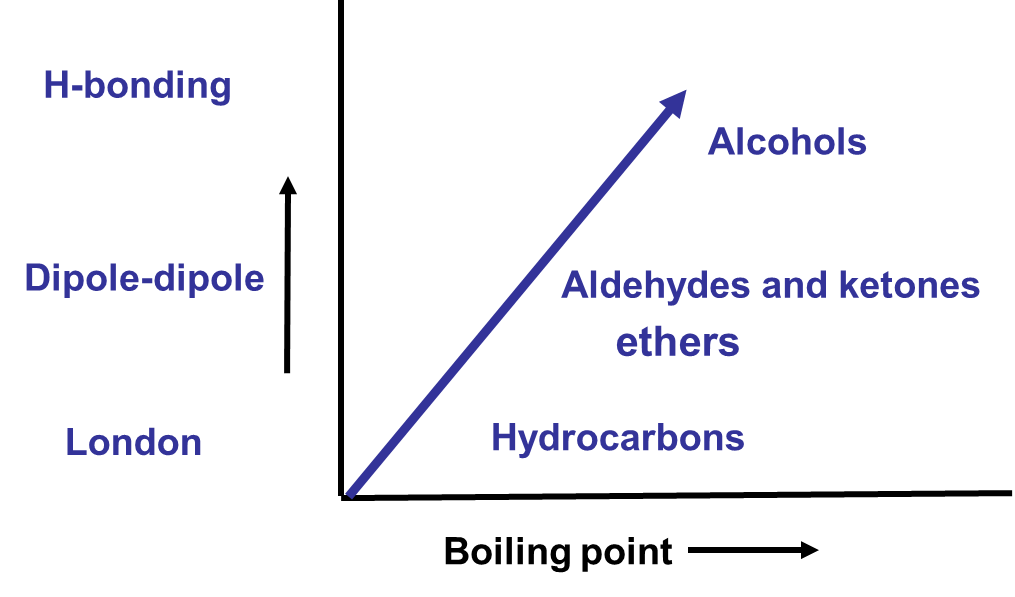 H-bonding
Alcohols
Dipole-dipole
Aldehydes and ketones
ethers
London
Hydrocarbons
Boiling point